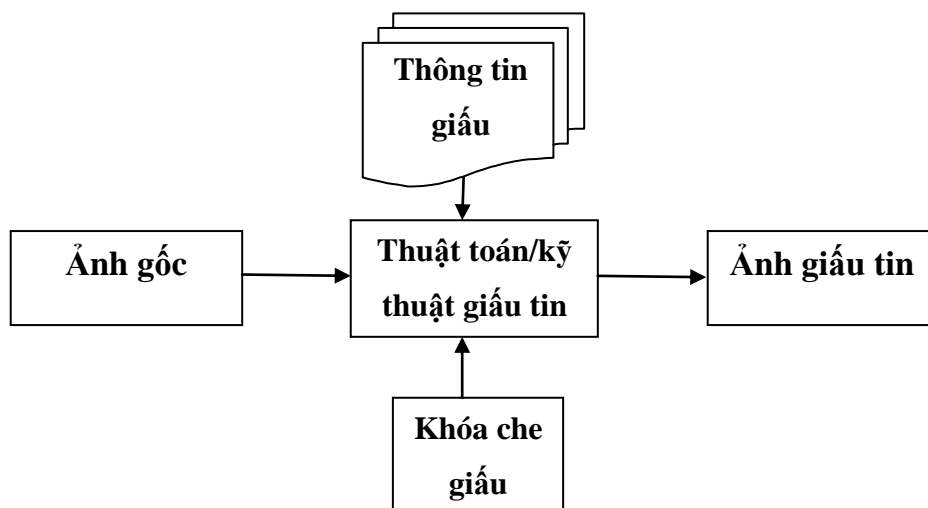 Thông tin
giấu
Ảnh gốc
Thuật toán/kỹ
thuật giấu tin
Ảnh giấu tin
Khóa che
giấu